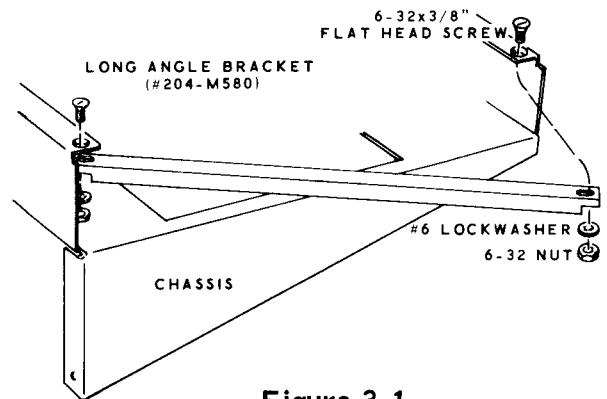 6-32x3/8"
FLAT HEAD SCREW
LONG ANGLE BRACKET
(#204-M580)
#6 LOCKWASHER
6-32 NUT
CHASSIS
Figure 3-1